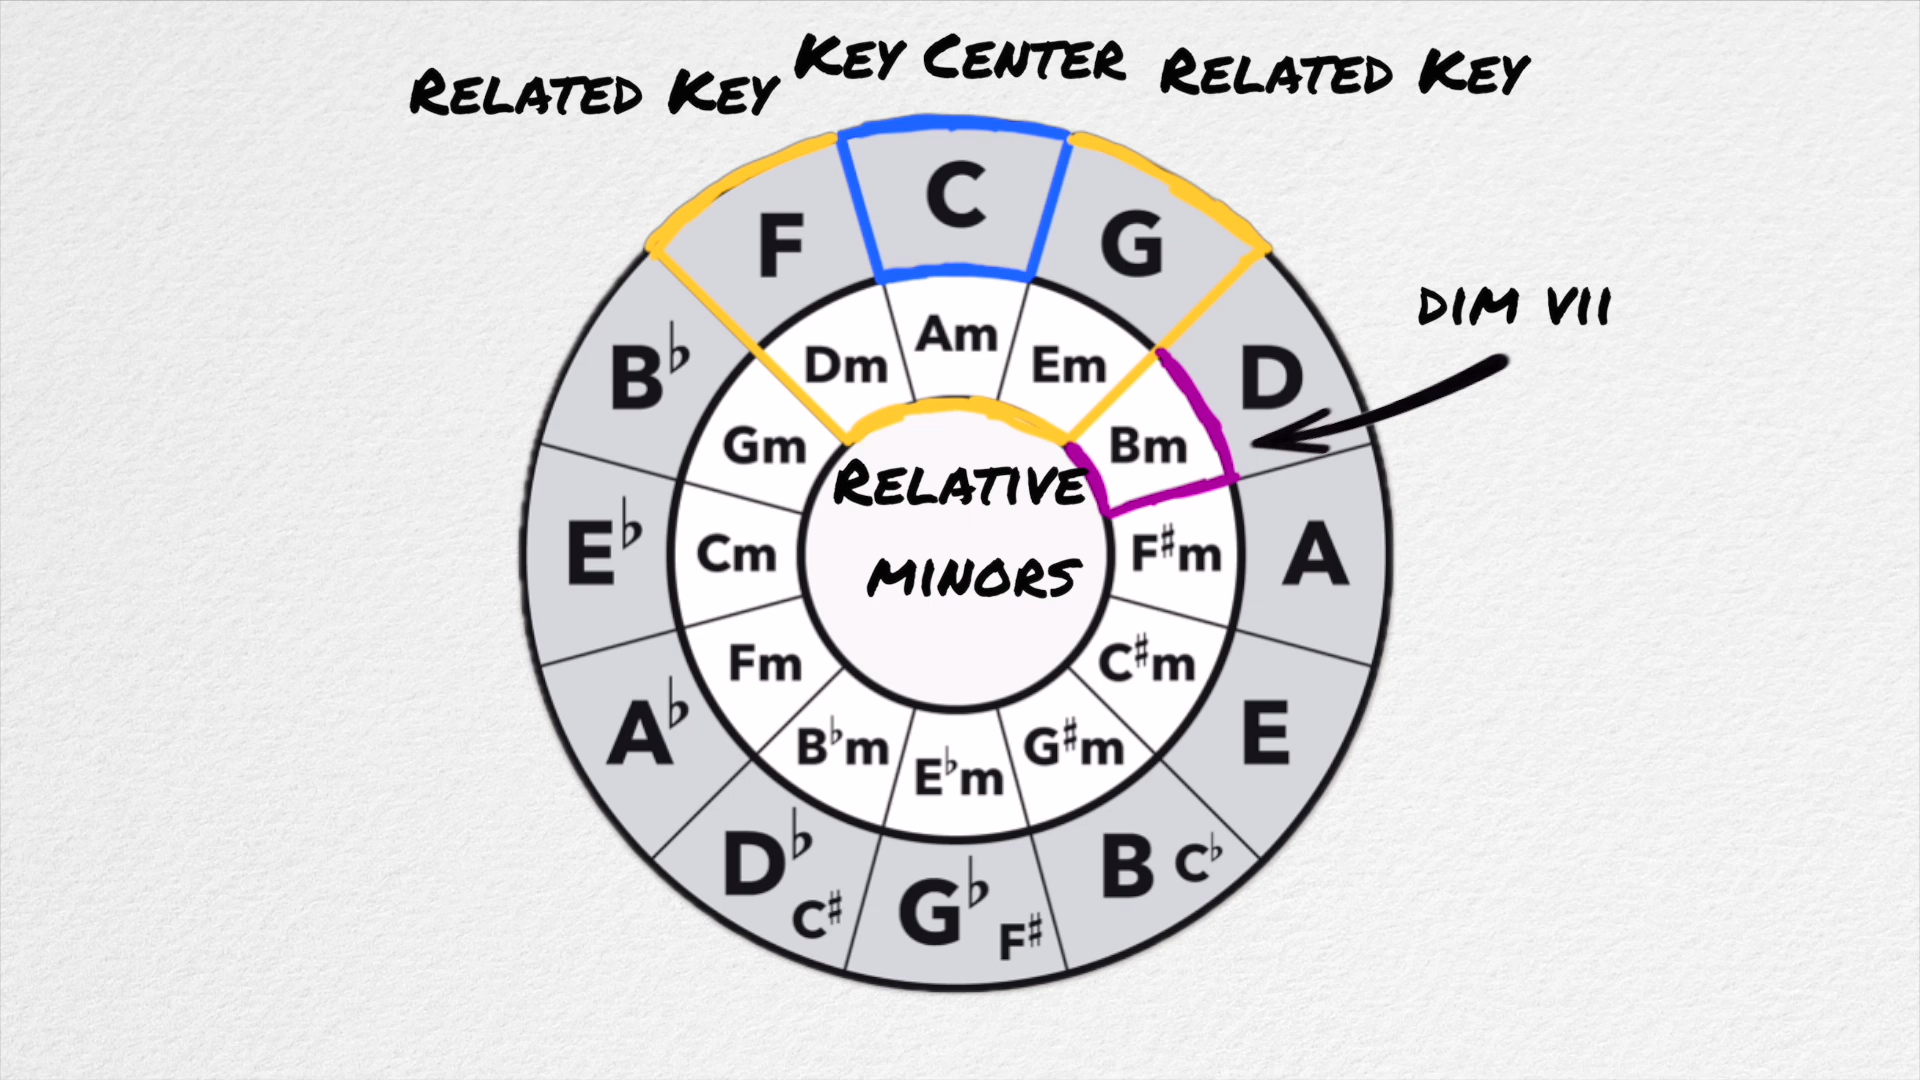 Related Key
Key Center
Related Key
F
C
G
Dm
Am
Em
dim vii
B♭
D
Gm
Bm
Relative
minors
E♭
Cm
F♯m
A
Fm
C♯m
A♭
E
B♭m
E♭m
G♯m
D♭
C♯
G♭
F♯
B C♭